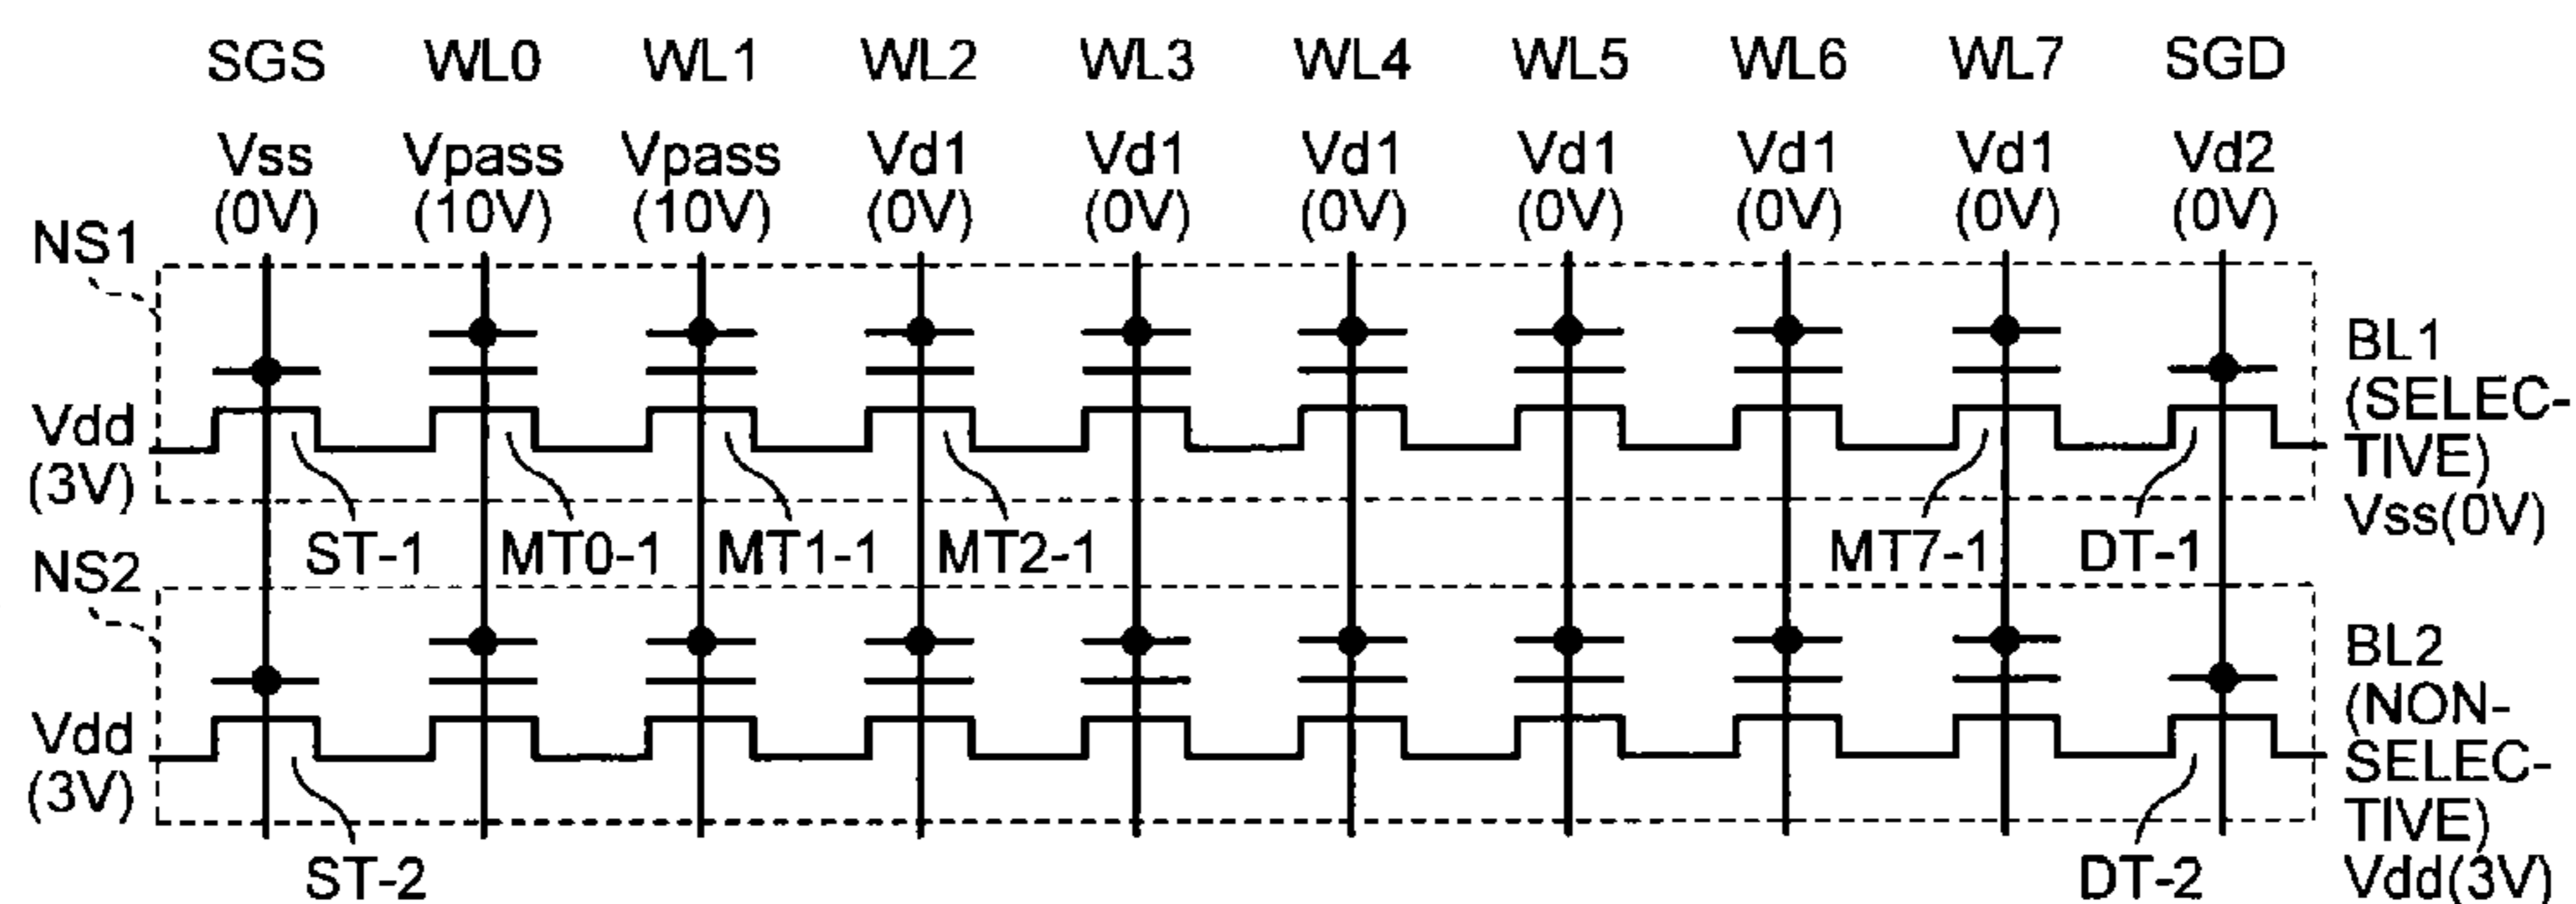 SGS WL0 WL1 WL2 WL3 WL4 WL5 WL6 WL7 SGD
Vss Vpass Vpass Vd1 Vd1 Vd1 Vd1 Vd1 Vd1 Vd2
(0V) (10V) (10V) (0V) (0V) (0V) (0V) (0V) (0V) (0V)
NS1
Vdd
(3V)
BL1
(SELEC-
TIVE)
Vss(0V)
ST-1 MT0-1 MT1-1 MT2-1 MT7-1 DT-1
NS2
Vdd
(3V)
BL2
(NON-
SELEC-
TIVE)
Vdd(3V)
ST-2 DT-2